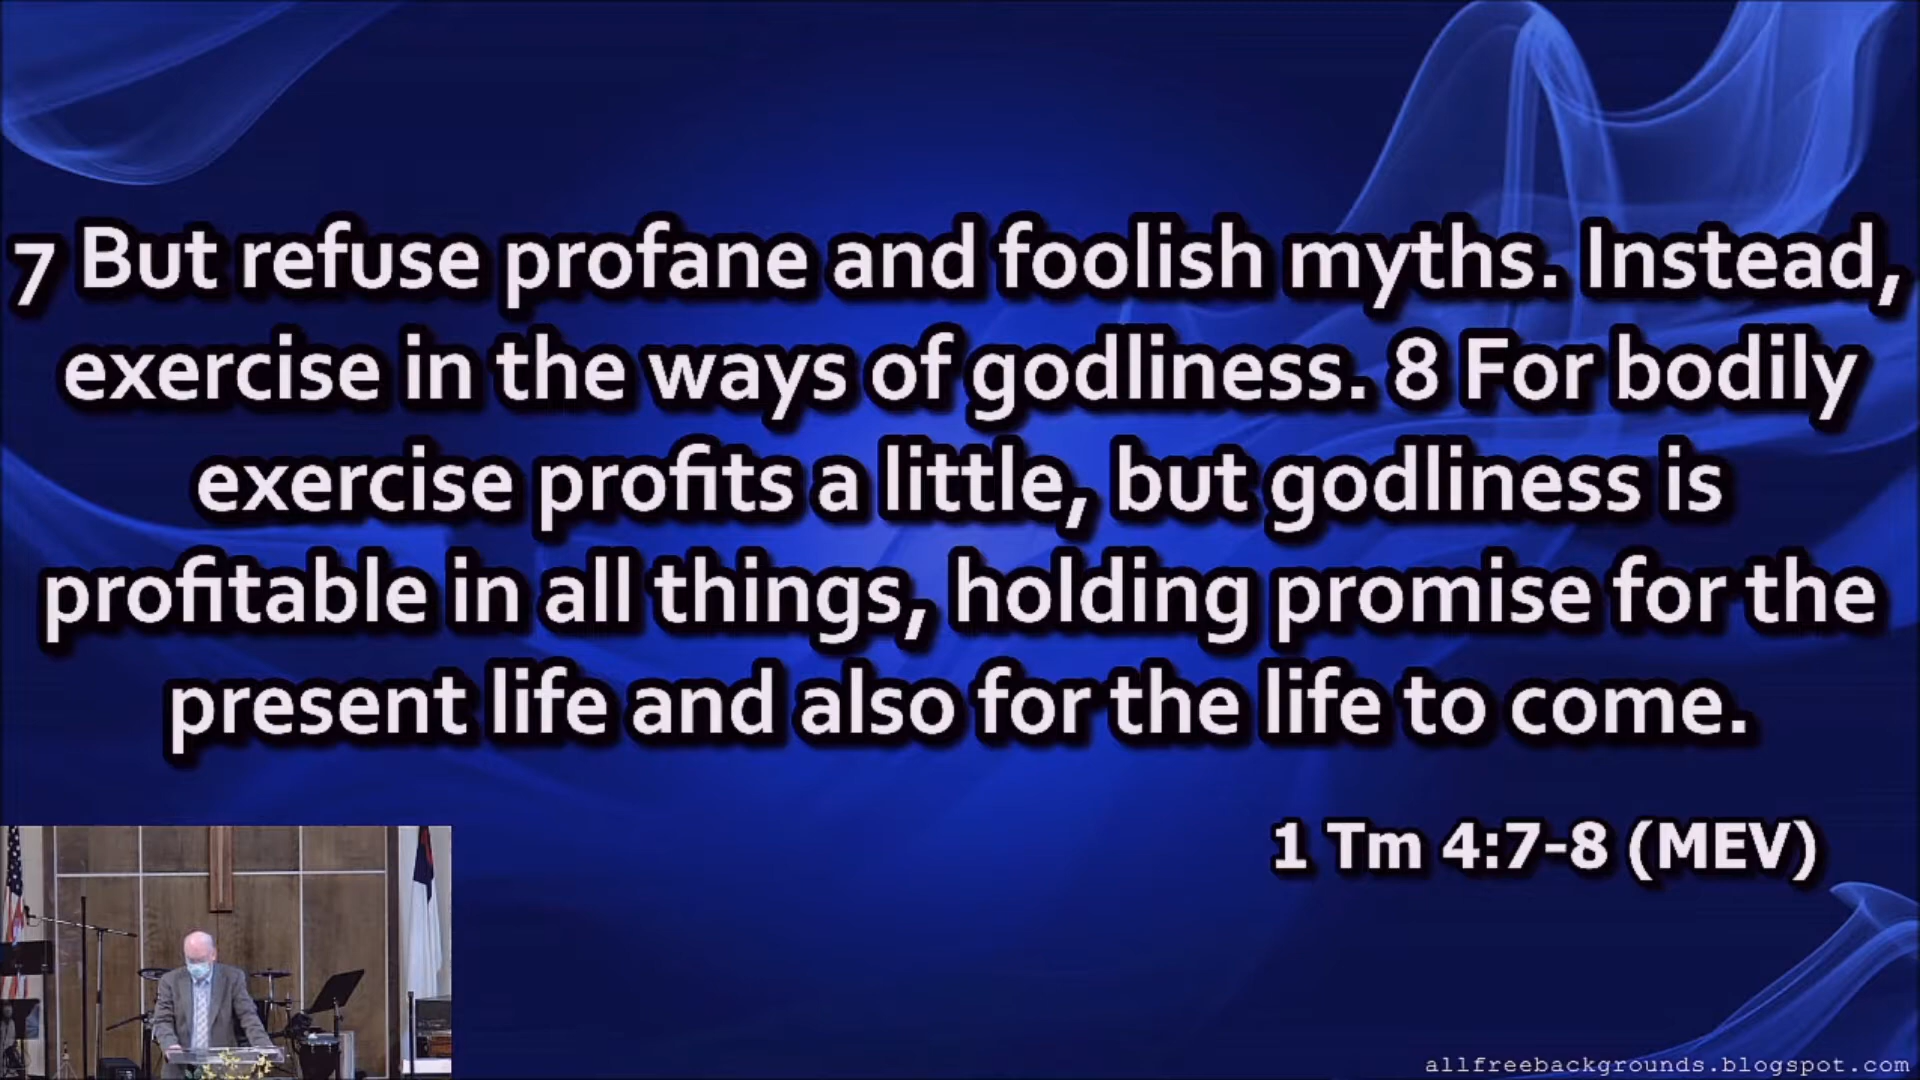 7 But refuse profane and foolish myths. Instead,
exercise in the ways of godliness. 8 For bodily
exercise profits a little, but godliness is
profitable in all things, holding promise for the
present life and also for the life to come.
1 Tm 4:7-8 (MEV)
allfreebackgrounds.blogspot.com